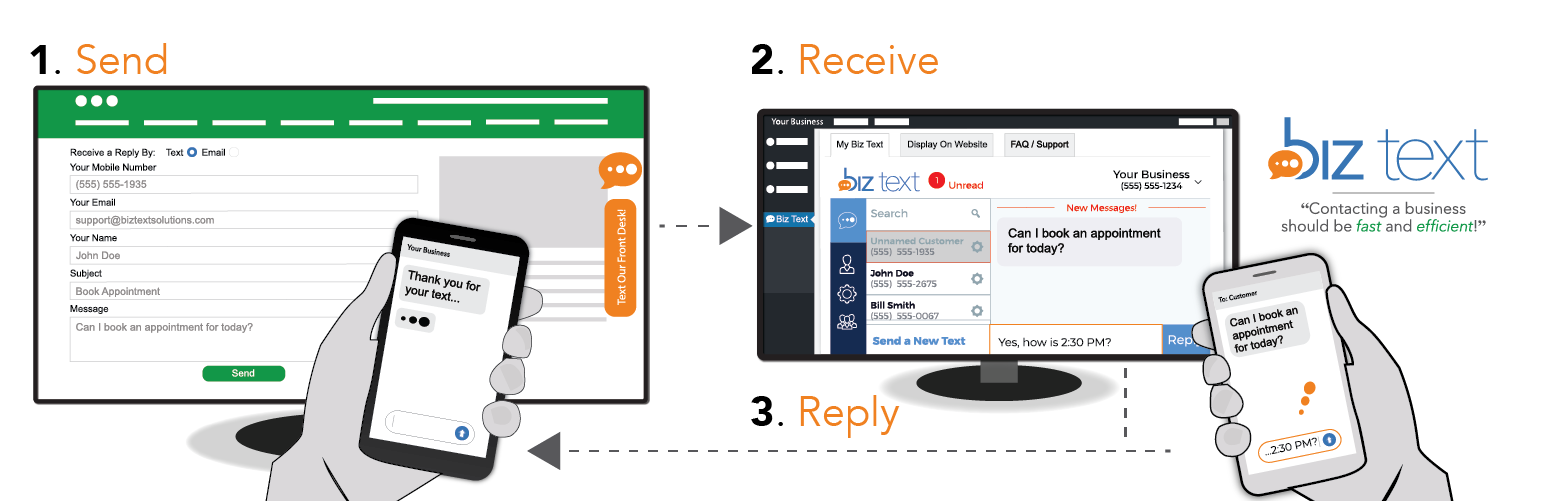 1. Send
Receive a Reply By: Text Email
Your Mobile Number
(555) 555-1935
Your Email
support@biztextsolutions.com
Your Name
John Doe
Subject
Book Appointment
Message
Can I book an appointment for today?
Send
Text Our Front Desk!
Your Business
Thank you for
your text...
2. Receive
Your Business
Biz Text
My Biz Text
Display On Website
FAQ / Support
biz text
1
Unread
Your Business
(555) 555-1234
Search
Unnamed Customer
(555) 555-1935
John Doe
(555) 555-2675
Bill Smith
(555) 555-0067
Send a New Text
New Messages!
Can I book an appointment
for today?
Yes, how is 2:30 PM?
Reply
biz text
“Contacting a business
should be fast and efficient!”
To: Customer
Can I book an
appointment
for today?
...2:30 PM?
3. Reply